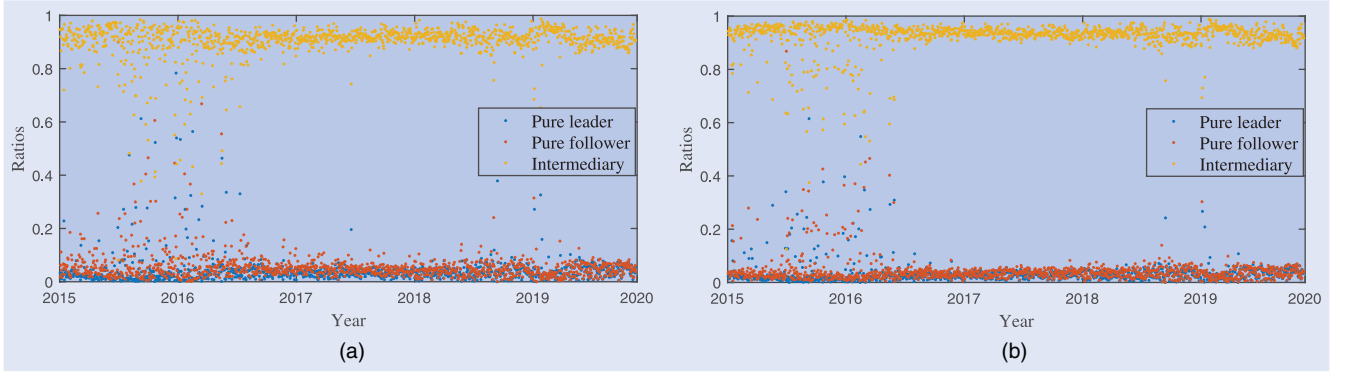 1
0.8
0.6
0.4
0.2
0
Ratios
Pure leader
Pure follower
Intermediary
2015 2016 2017 2018 2019 2020
Year
(a)
1
0.8
0.6
0.4
0.2
0
Ratios
Pure leader
Pure follower
Intermediary
2015 2016 2017 2018 2019 2020
Year
(b)